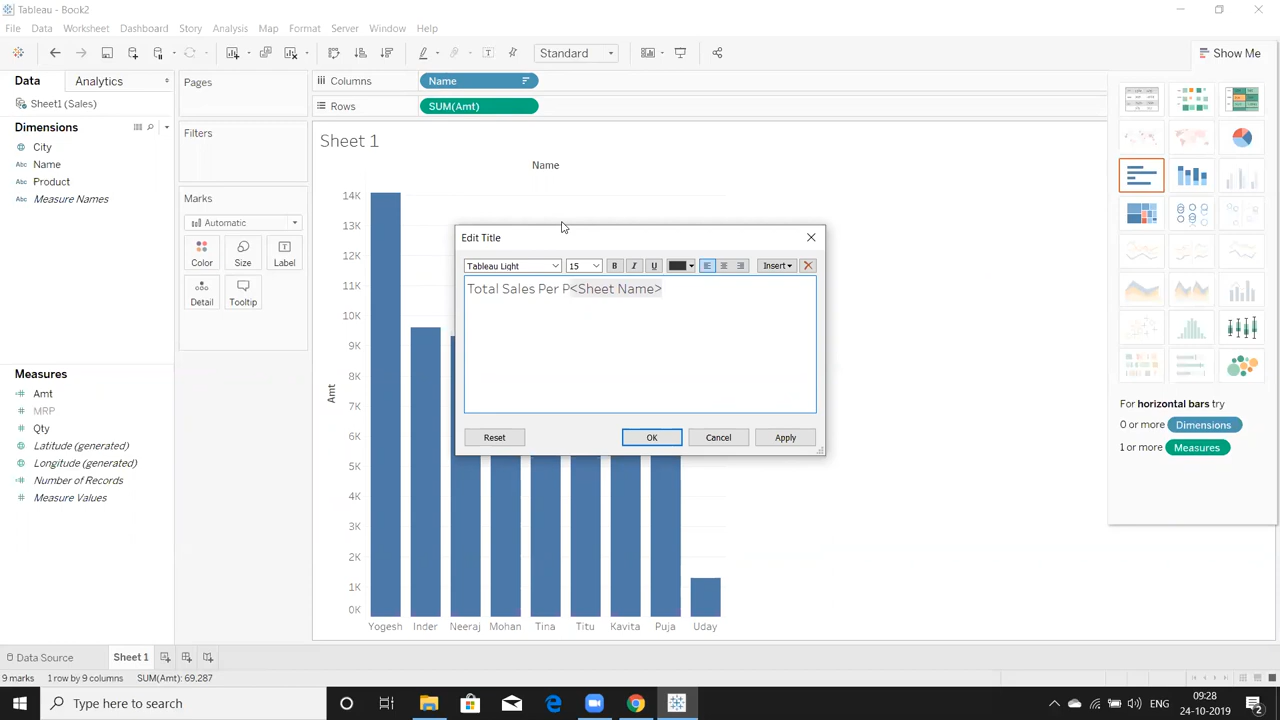 Tableau - Book2
File Data Worksheet Dashboard Story Analysis Map Format Server Window Help
Standard
Show Me
Data Analytics
Sheet1 (Sales)
Dimensions
City
Abc Name
Abc Product
Abc Measure Names
Measures
Amt
MRP
Qty
Latitude (generated)
Longitude (generated)
Number of Records
Measure Values
Pages
Filters
Marks
Automatic
Color Size Label
Detail Tooltip
Columns Name
Rows SUM(Amt)
Sheet 1
Name
14K
13K
12K
11K
10K
9K
8K
7K
6K
5K
4K
3K
2K
1K
0K
Amt
Yogesh Inder Neeraj Mohan Tina Titu Kavita Puja Uday
Edit Title
Tableau Light 15 B I U Insert
Total Sales Per P<Sheet Name>
Reset OK Cancel Apply
For horizontal bars try
0 or more Dimensions
1 or more Measures
Data Source Sheet 1
9 marks 1 row by 9 columns SUM(Amt): 69,287
Type here to search
ENG
09:28
24-10-2019
2